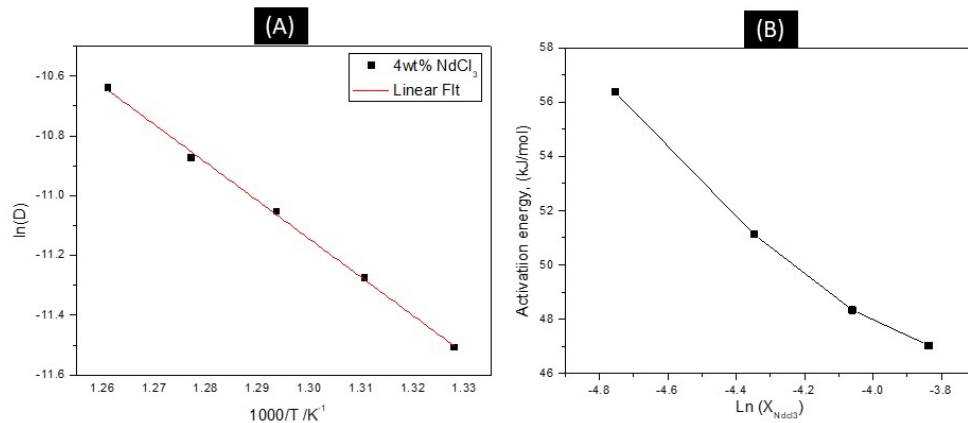 (A)
4wt% NdCl₃
Linear FIt
ln(D)
-10.6
-10.8
-11.0
-11.2
-11.4
-11.6
1.26 1.27 1.28 1.29 1.30 1.31 1.32 1.33
1000/T /K⁻¹
(B)
Activatiion energy, (kJ/mol)
58
56
54
52
50
48
46
-4.8 -4.6 -4.4 -4.2 -4.0 -3.8
Ln (X_Ndcl3)